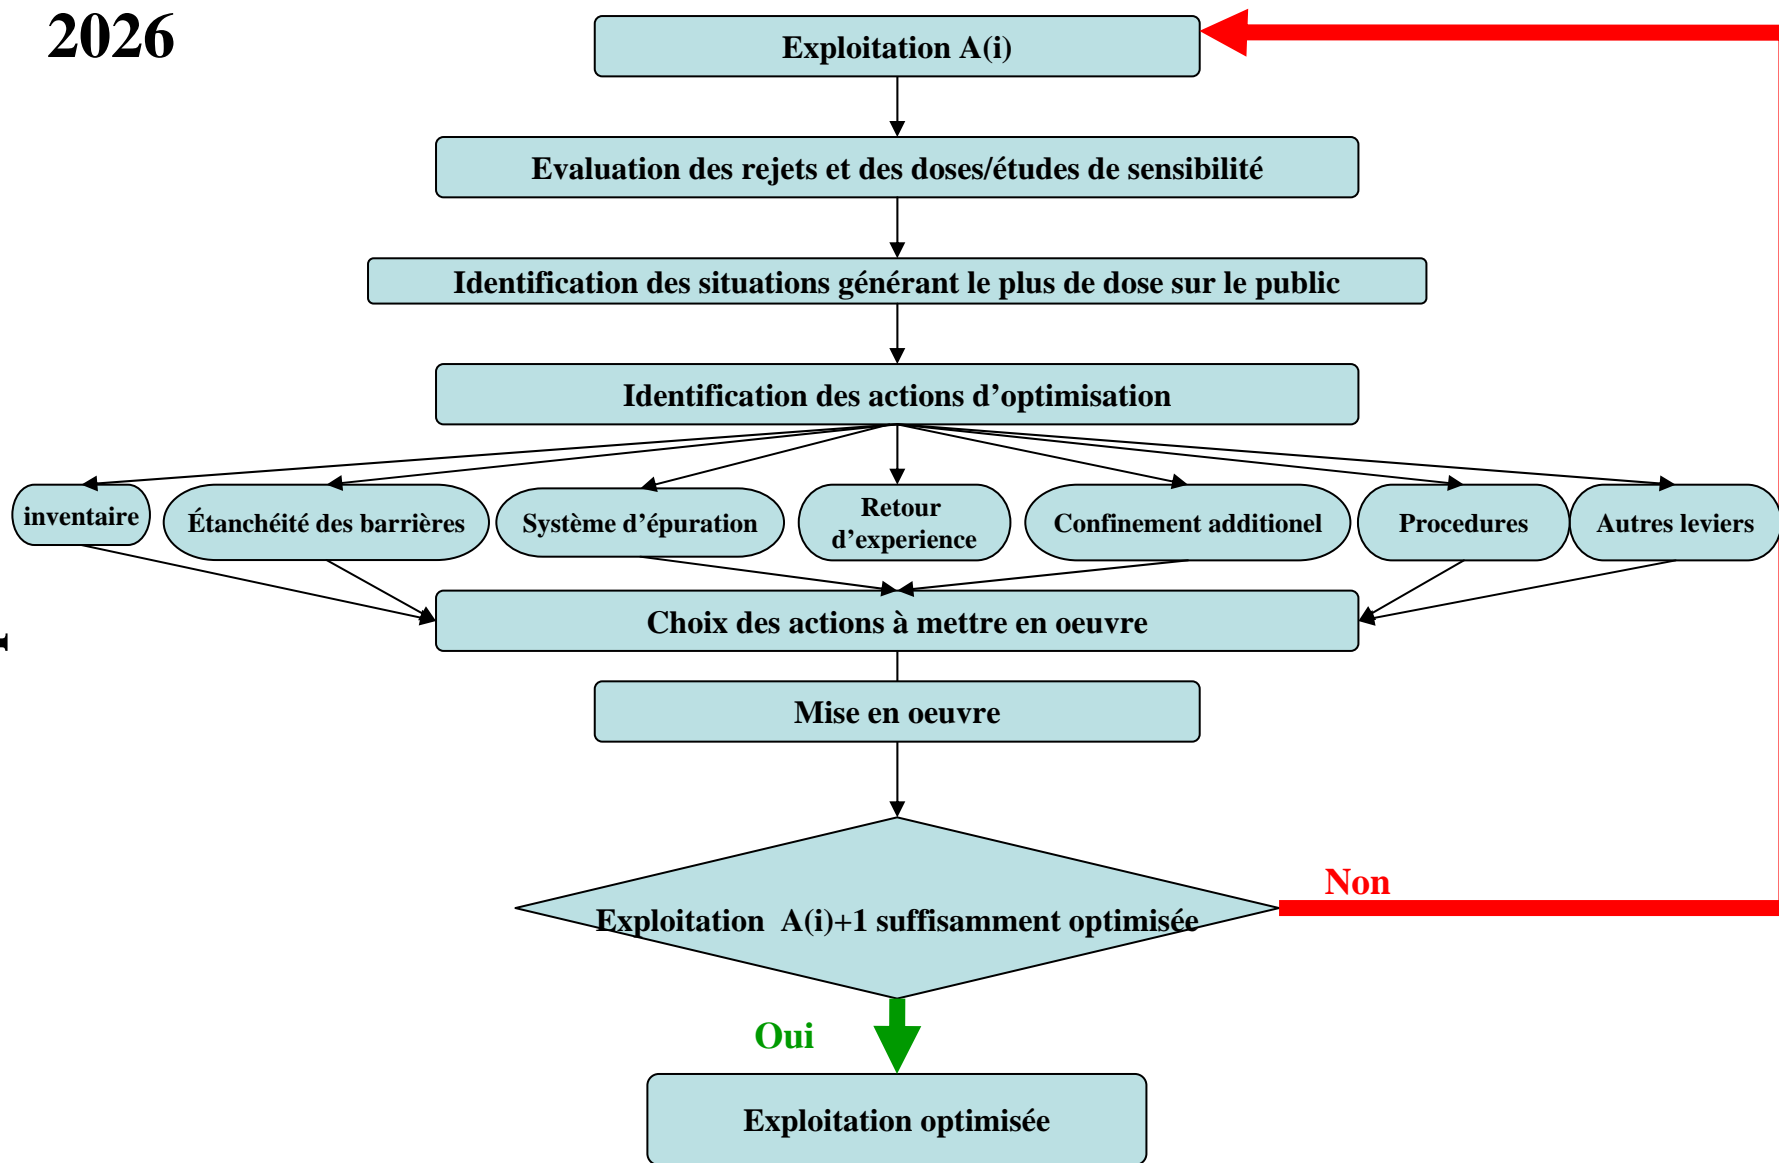 2026
Exploitation A(i)
Evaluation des rejets et des doses/études de sensibilité
Identification des situations générant le plus de dose sur le public
Identification des actions d’optimisation
inventaire
Étanchéité des barrières
Système d’épuration
Retour
d’experience
Confinement additionel
Procedures
Autres leviers
Choix des actions à mettre en oeuvre
Mise en oeuvre
Non
Exploitation A(i)+1 suffisamment optimisée
Oui
Exploitation optimisée